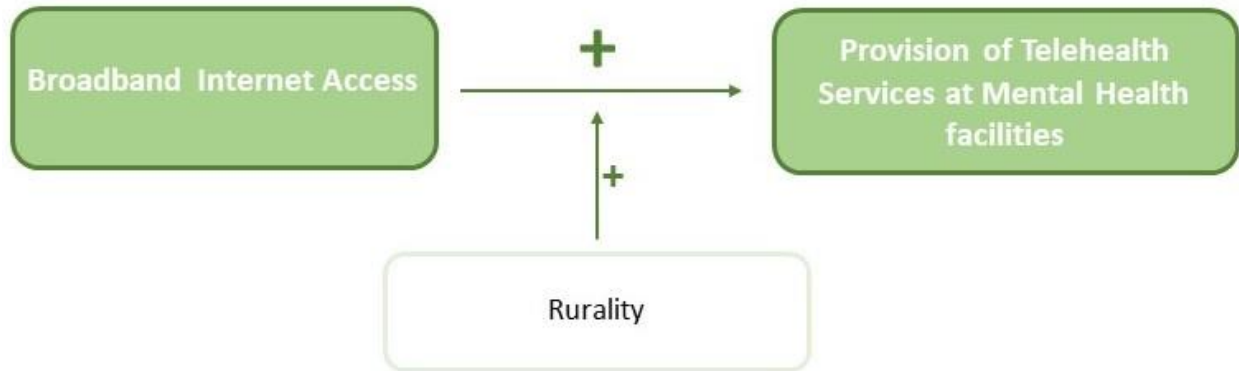 +
Broadband Internet Access
Provision of Telehealth
Services at Mental Health
facilities
+
Rurality